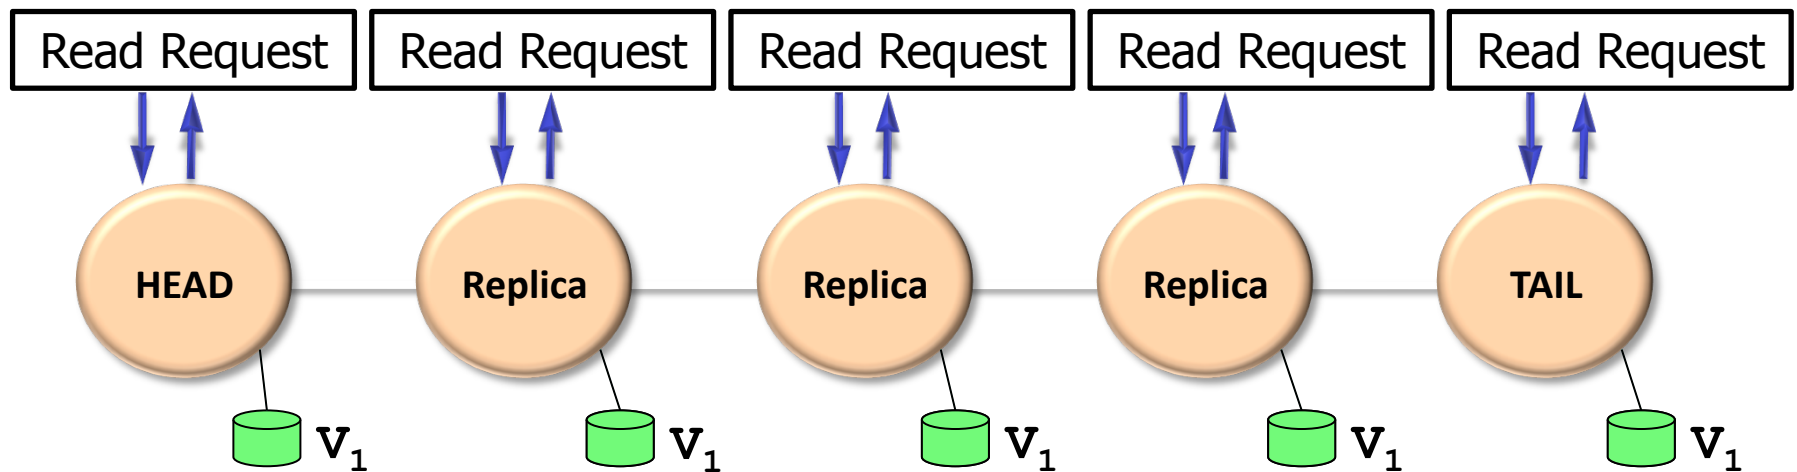 Read Request Read Request Read Request Read Request Read Request
HEAD Replica Replica Replica TAIL
V₁ V₁ V₁ V₁ V₁